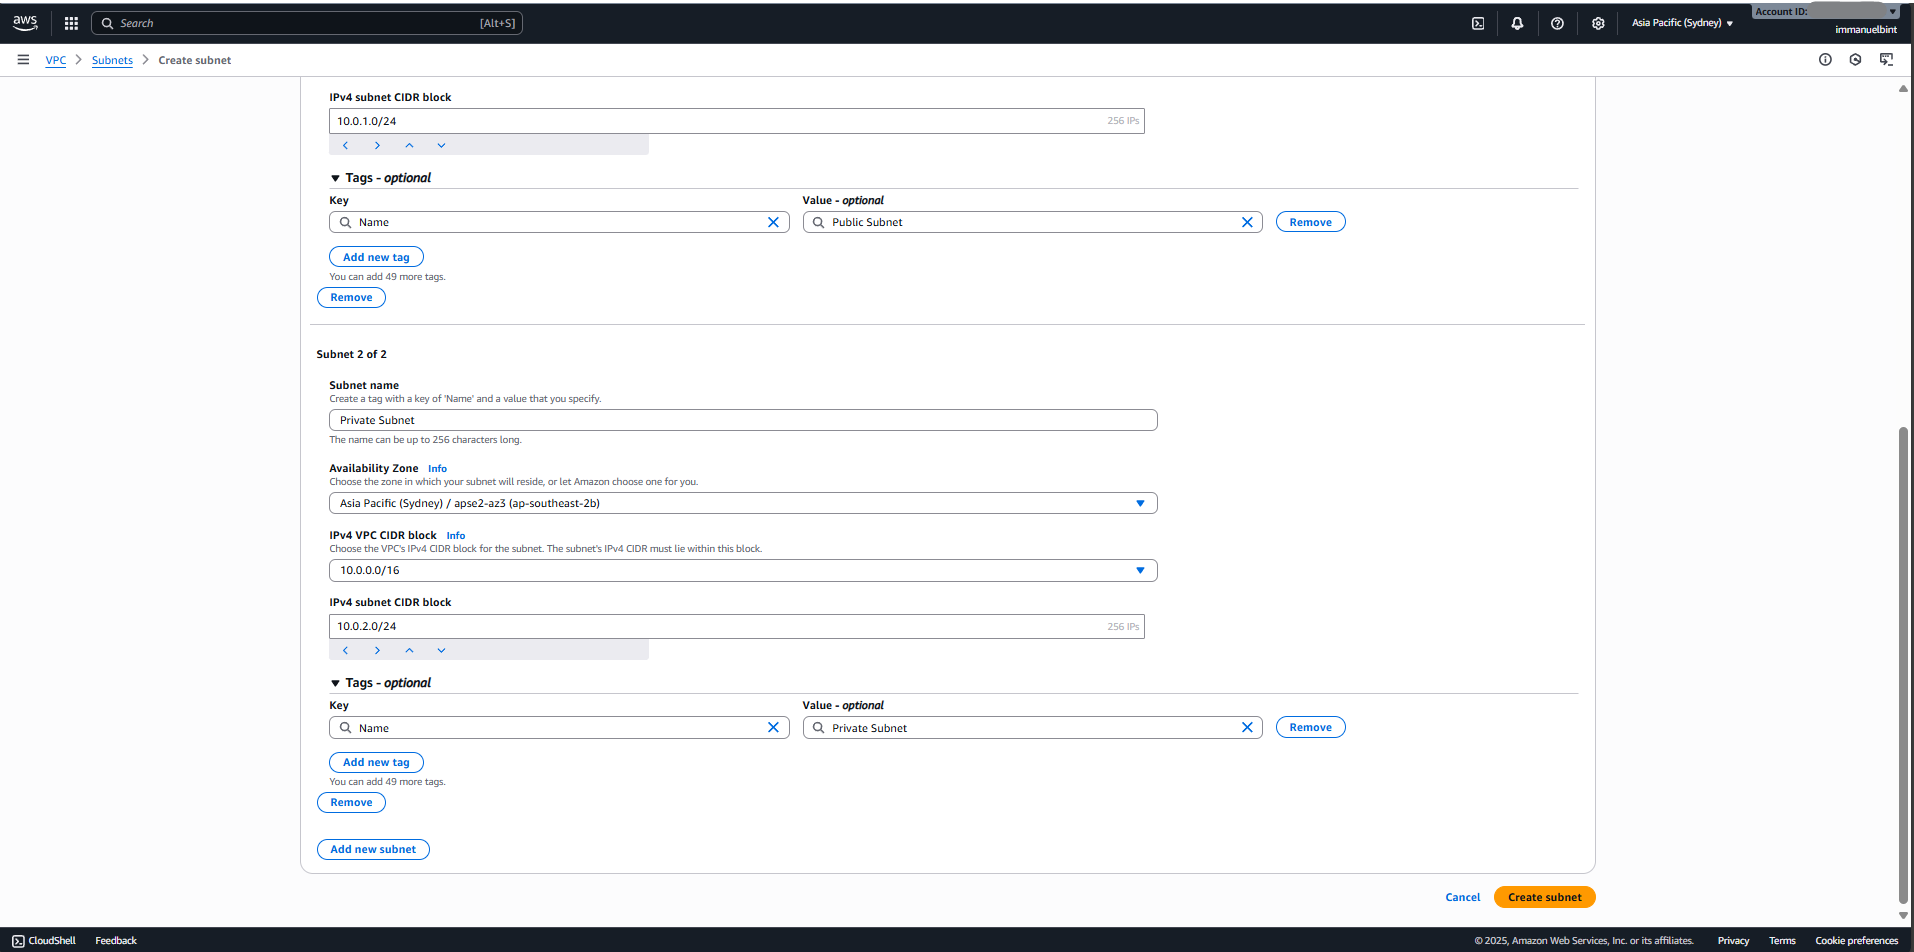 aws Search [Alt+S] Asia Pacific (Sydney) Account ID:
immanuelbint
VPC Subnets Create subnet
IPv4 subnet CIDR block
10.0.1.0/24 256 IPs
Tags - optional
Key Value - optional
Name Public Subnet Remove
Add new tag
You can add 49 more tags.
Remove
Subnet 2 of 2
Subnet name
Create a tag with a key of 'Name' and a value that you specify.
Private Subnet
The name can be up to 256 characters long.
Availability Zone Info
Choose the zone in which your subnet will reside, or let Amazon choose one for you.
Asia Pacific (Sydney) / apse2-az3 (ap-southeast-2b)
IPv4 VPC CIDR block Info
Choose the VPC's IPv4 CIDR block for the subnet. The subnet's IPv4 CIDR must lie within this block.
10.0.0.0/16
IPv4 subnet CIDR block
10.0.2.0/24 256 IPs
Tags - optional
Key Value - optional
Name Private Subnet Remove
Add new tag
You can add 49 more tags.
Remove
Add new subnet
Cancel Create subnet
CloudShell Feedback © 2025, Amazon Web Services, Inc. or its affiliates. Privacy Terms Cookie preferences